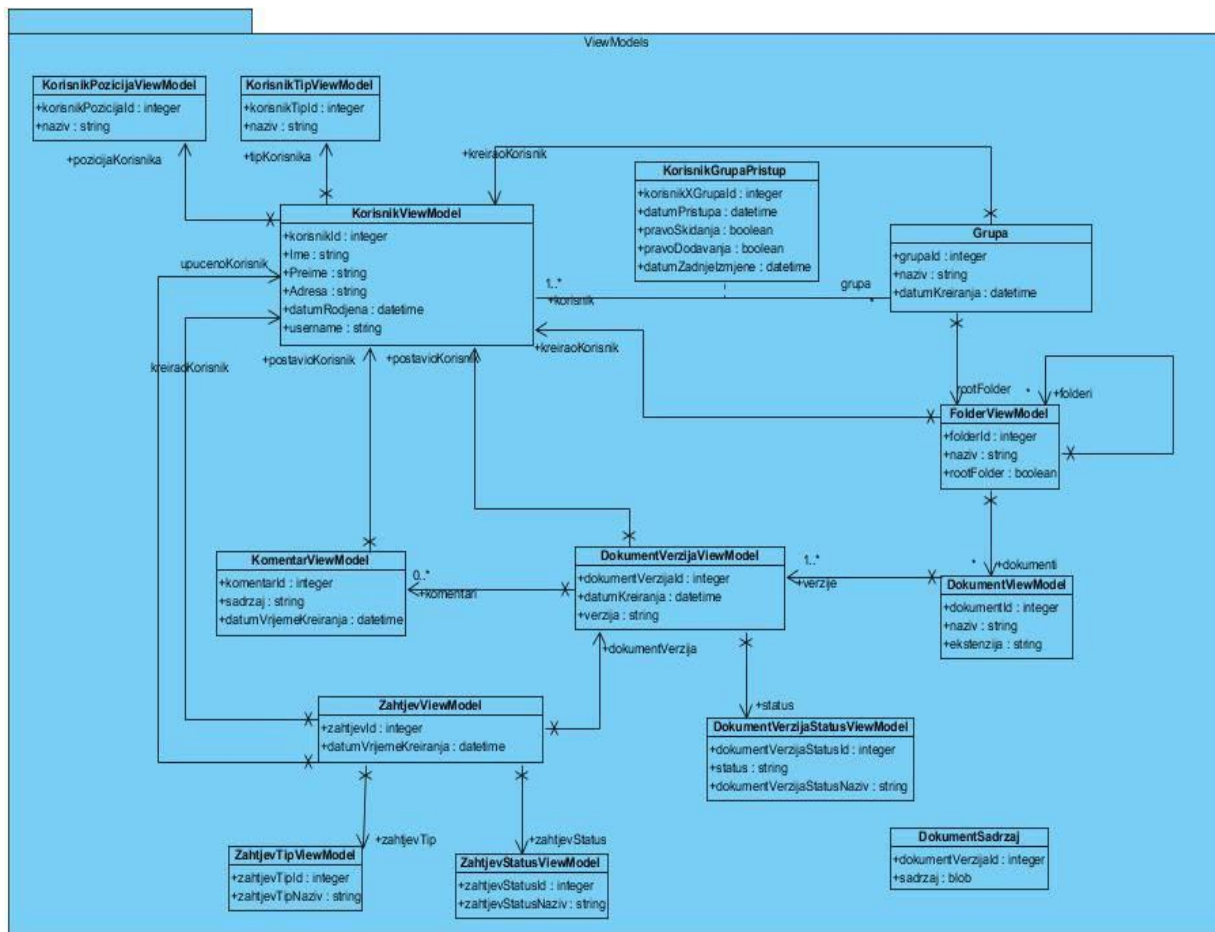 ViewModels
KorisnikPozicijaViewModel
+korisnikPozicijaId : integer
+naziv : string
KorisnikTipViewModel
+korisnikTipId : integer
+naziv : string
+pozicijaKorisnika
+tipKorisnika
+kreiraoKorisnik
KorisnikGrupaPristup
+korisnikXGrupaId : integer
+datumPristupa : datetime
+pravoSkidanja : boolean
+pravoDodavanja : boolean
+datumZadnjeIzmjene : datetime
KorisnikViewModel
+korisnikId : integer
+Ime : string
+Preime : string
+Adresa : string
+datumRodjena : datetime
+username : string
Grupa
+grupaId : integer
+naziv : string
+datumKreiranja : datetime
upucenoKorisnik
1..*
+korisnik
grupa
*
+kreiraoKorisnik
+postavioKorisnik
+postavioKorisnik
kreiraoKorisnik
rootFolder
*
+folderi
FolderViewModel
+folderId : integer
+naziv : string
+rootFolder : boolean
KomentarViewModel
+komentarId : integer
+sadrzaj : string
+datumVrijemeKreiranja : datetime
0..*
+komentari
DokumentVerzijaViewModel
+dokumentVerzijaId : integer
+datumKreiranja : datetime
+verzija : string
1..*
+verzije
*
+dokumenti
DokumentViewModel
+dokumentId : integer
+naziv : string
+ekstenzija : string
+dokumentVerzija
ZahtjevViewModel
+zahtjevId : integer
+datumVrijemeKreiranja : datetime
+status
DokumentVerzijaStatusViewModel
+dokumentVerzijaStatusId : integer
+status : string
+dokumentVerzijaStatusNaziv : string
+zahtjevTip
+zahtjevStatus
ZahtjevTipViewModel
+zahtjevTipId : integer
+zahtjevTipNaziv : string
ZahtjevStatusViewModel
+zahtjevStatusId : integer
+zahtjevStatusNaziv : string
DokumentSadrzaj
+dokumentVerzijaId : integer
+sadrzaj : blob